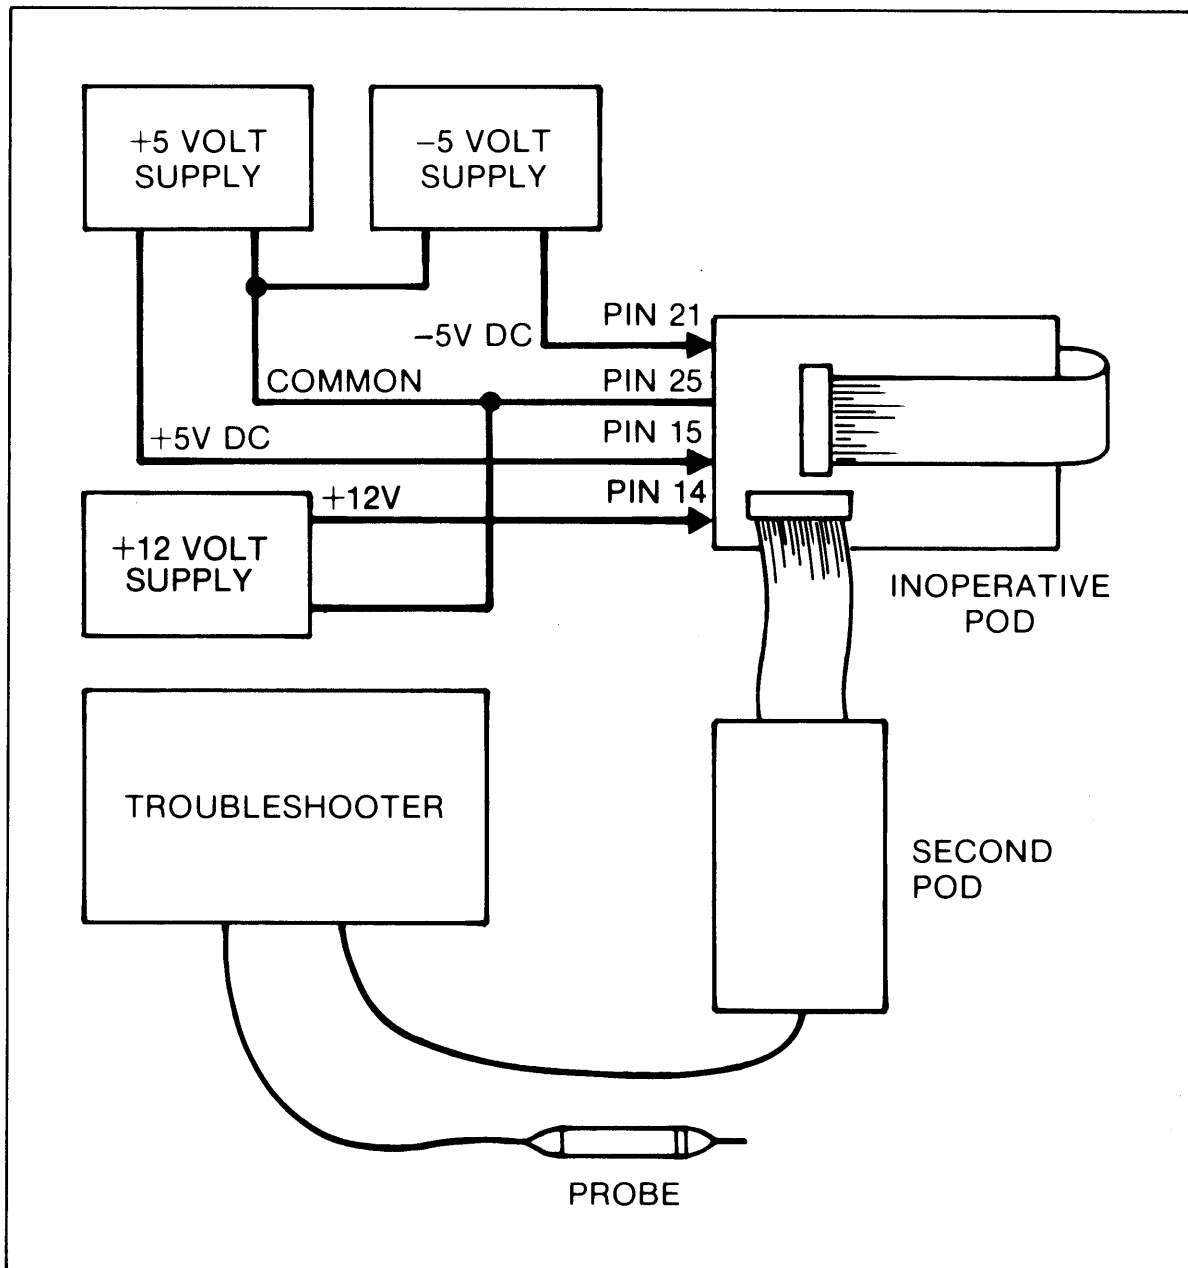 +5 VOLT
SUPPLY
−5 VOLT
SUPPLY
PIN 21
−5V DC
COMMON
PIN 25
+5V DC
PIN 15
+12V
PIN 14
+12 VOLT
SUPPLY
INOPERATIVE
POD
TROUBLESHOOTER
SECOND
POD
PROBE